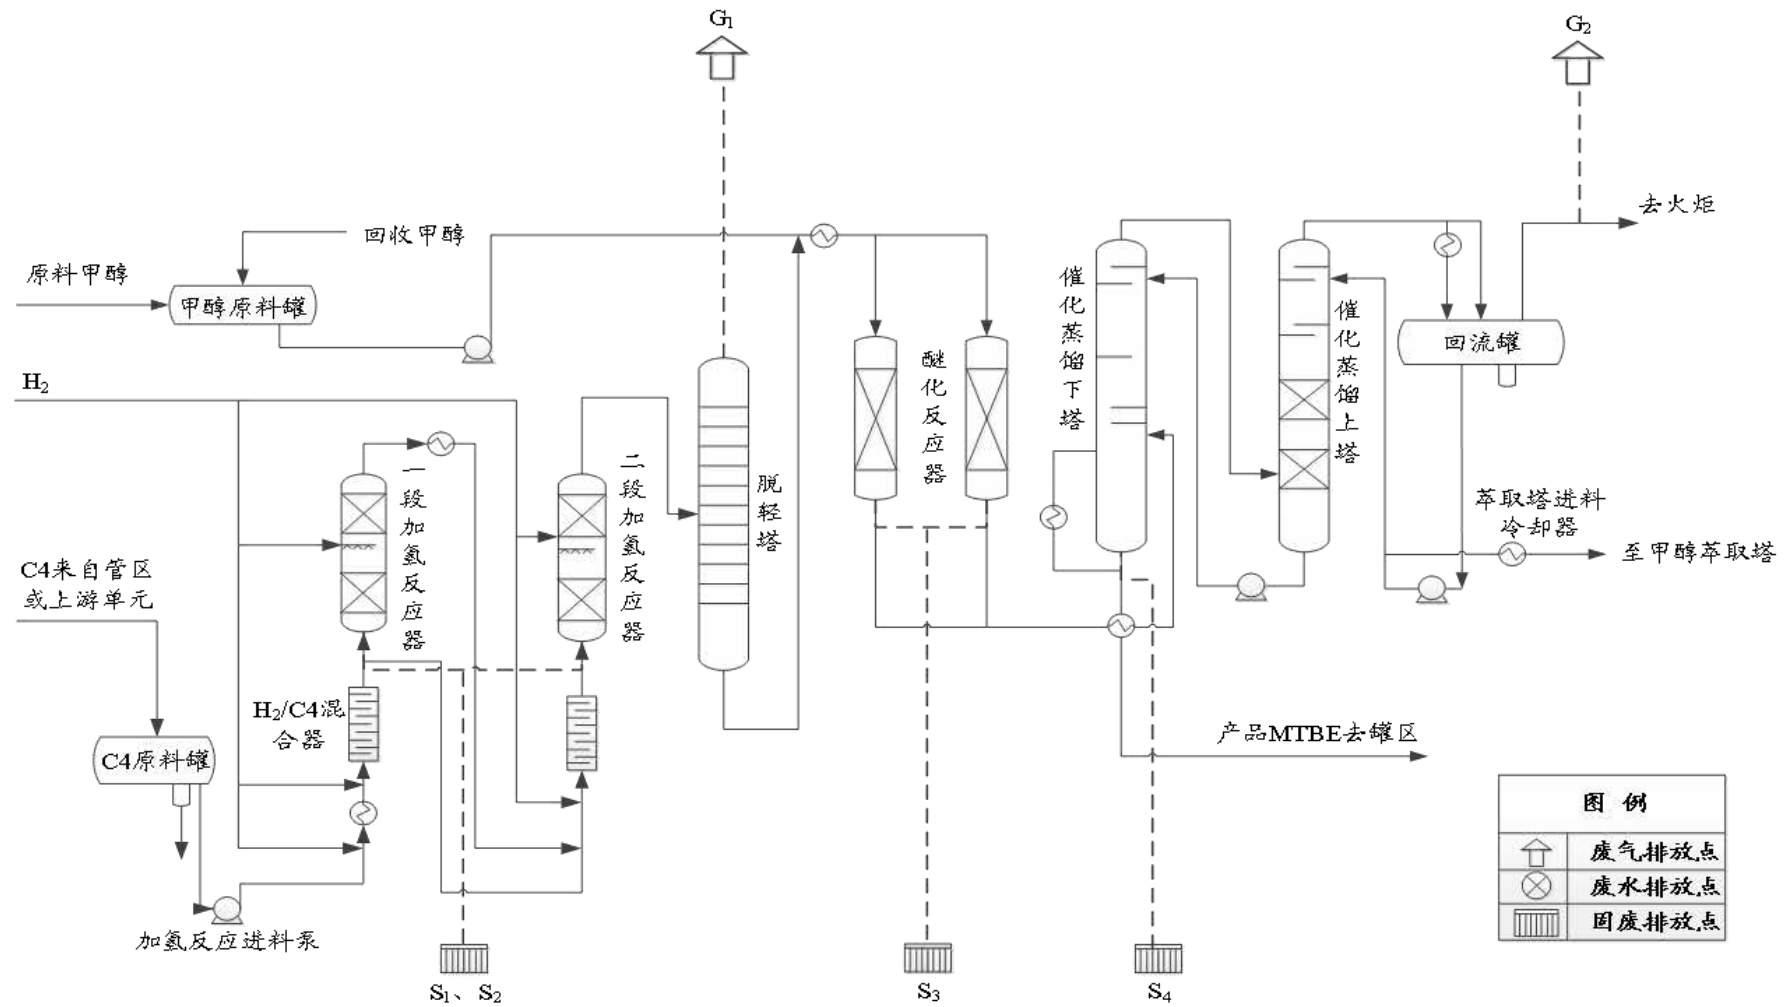 G₁
G₂
去火炬
回收甲醇
原料甲醇
甲醇原料罐
H₂
催化蒸馏下塔
催化蒸馏上塔
回流罐
醚化反应器
一段加氢反应器
二段加氢反应器
脱轻塔
萃取塔进料
冷却器
至甲醇萃取塔
C4来自管区
或上游单元
H₂/C4混
合器
C4原料罐
产品MTBE去罐区
加氢反应进料泵
图 例
废气排放点
废水排放点
固废排放点
S₁、S₂
S₃
S₄